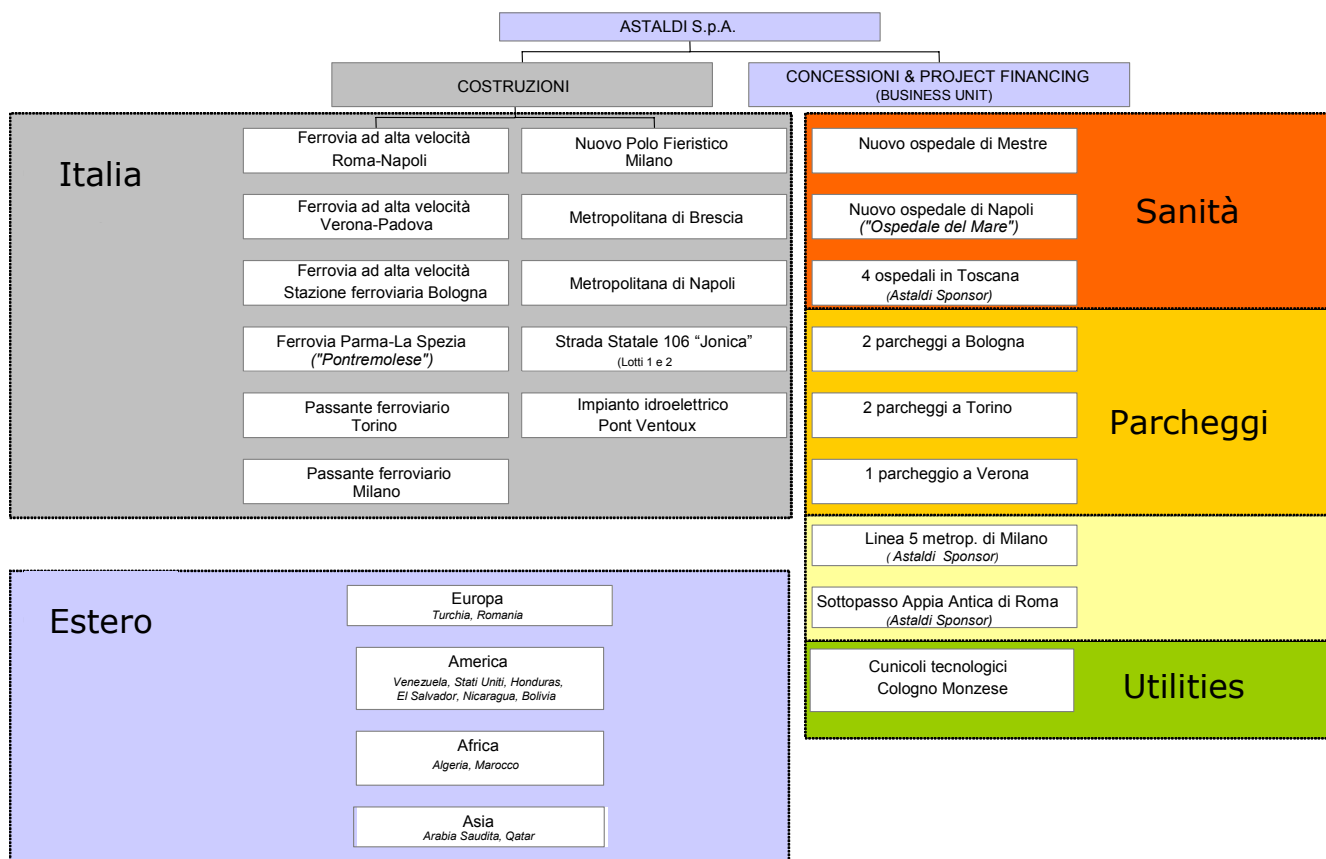 ASTALDI S.p.A.
COSTRUZIONI
CONCESSIONI & PROJECT FINANCING
(BUSINESS UNIT)
Italia
Ferrovia ad alta velocità
Roma-Napoli
Ferrovia ad alta velocità
Verona-Padova
Ferrovia ad alta velocità
Stazione ferroviaria Bologna
Ferrovia Parma-La Spezia
("Pontremolese")
Passante ferroviario
Torino
Passante ferroviario
Milano
Nuovo Polo Fieristico
Milano
Metropolitana di Brescia
Metropolitana di Napoli
Strada Statale 106 “Jonica”
(Lotti 1 e 2
Impianto idroelettrico
Pont Ventoux
Estero
Europa
Turchia, Romania
America
Venezuela, Stati Uniti, Honduras,
El Salvador, Nicaragua, Bolivia
Africa
Algeria, Marocco
Asia
Arabia Saudita, Qatar
Nuovo ospedale di Mestre
Nuovo ospedale di Napoli
("Ospedale del Mare")
4 ospedali in Toscana
(Astaldi Sponsor)
Sanità
2 parcheggi a Bologna
2 parcheggi a Torino
1 parcheggio a Verona
Parcheggi
Linea 5 metrop. di Milano
( Astaldi Sponsor)
Sottopasso Appia Antica di Roma
(Astaldi Sponsor)
Cunicoli tecnologici
Cologno Monzese
Utilities